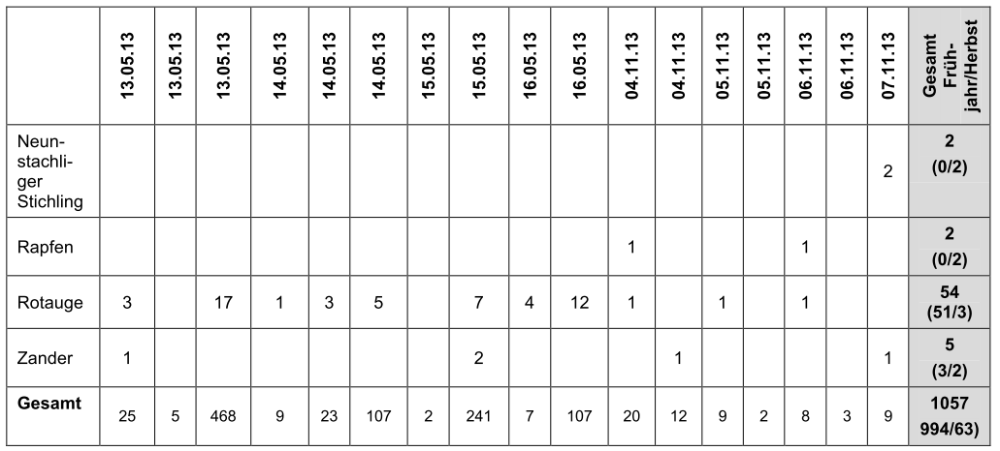 13.05.13 13.05.13 13.05.13 14.05.13 14.05.13 14.05.13 15.05.13 15.05.13 16.05.13 16.05.13 04.11.13 04.11.13 05.11.13 05.11.13 06.11.13 06.11.13 07.11.13 Gesamt
Früh-
jahr/Herbst
Neun-
stachli-
ger
Stichling
2
2
(0/2)
Rapfen 1 1
2
(0/2)
Rotauge 3 17 1 3 5 7 4 12 1 1 1
54
(51/3)
Zander 1 2 1 1
5
(3/2)
Gesamt
25 5 468 9 23 107 2 241 7 107 20 12 9 2 8 3 9
1057
994/63)